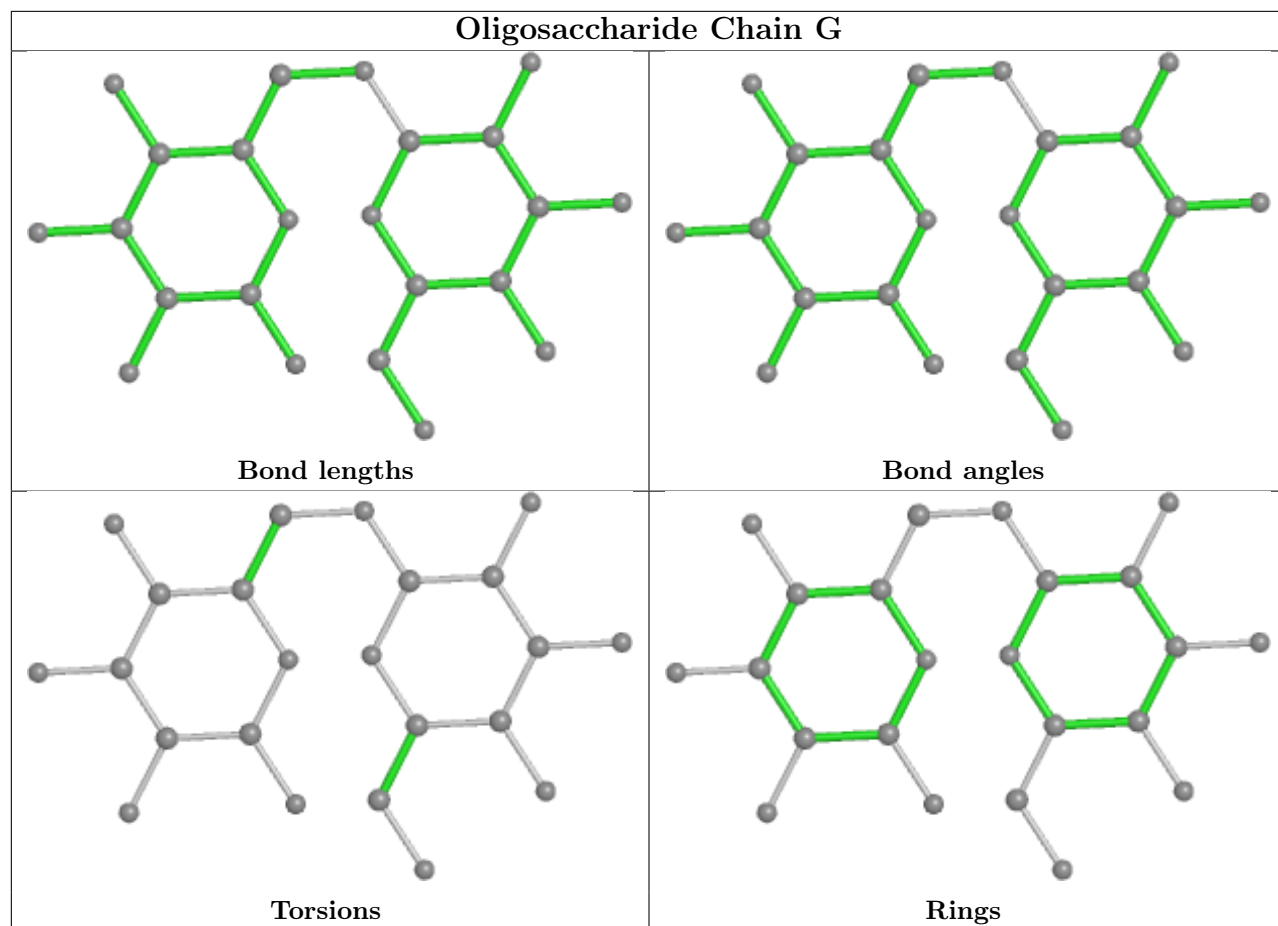 Oligosaccharide Chain G
Bond lengths
Bond angles
Torsions
Rings